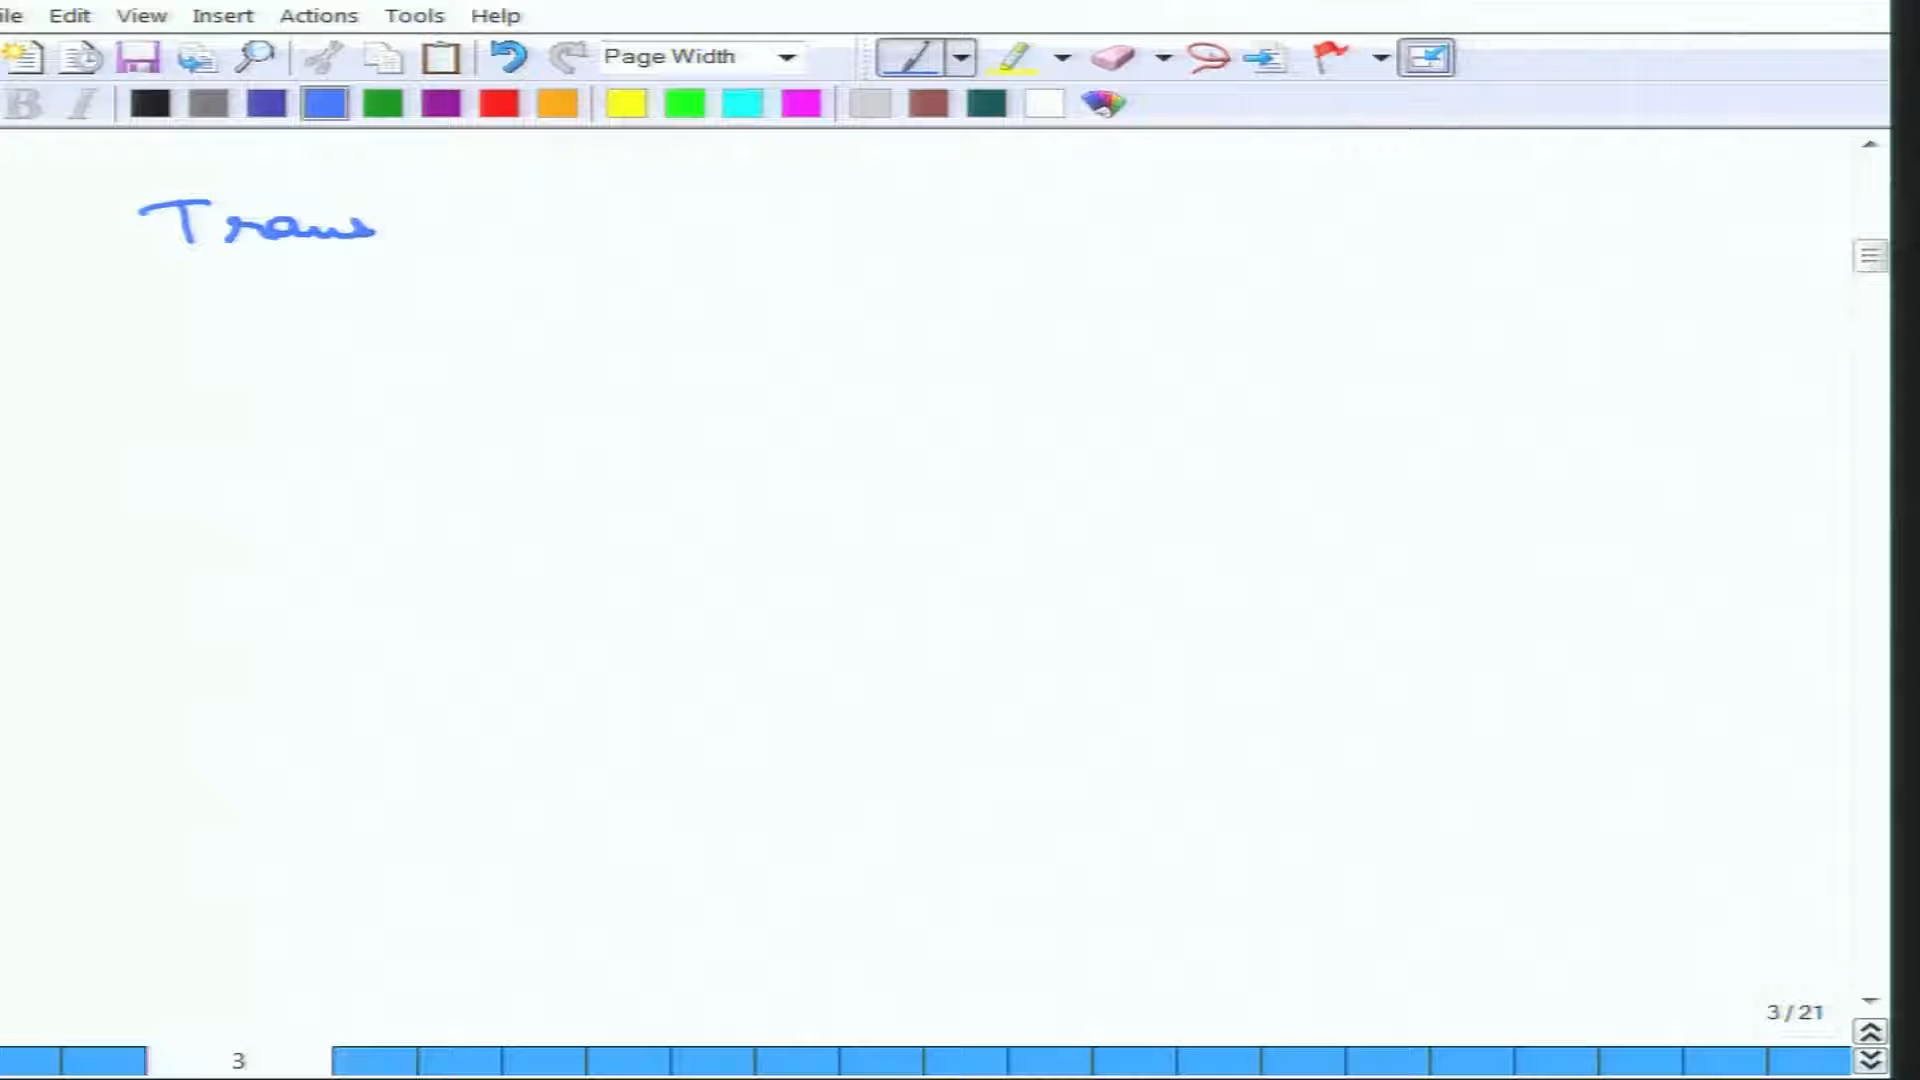 ile Edit View Insert Actions Tools Help
Page Width
B I
Trans
3 / 21
3